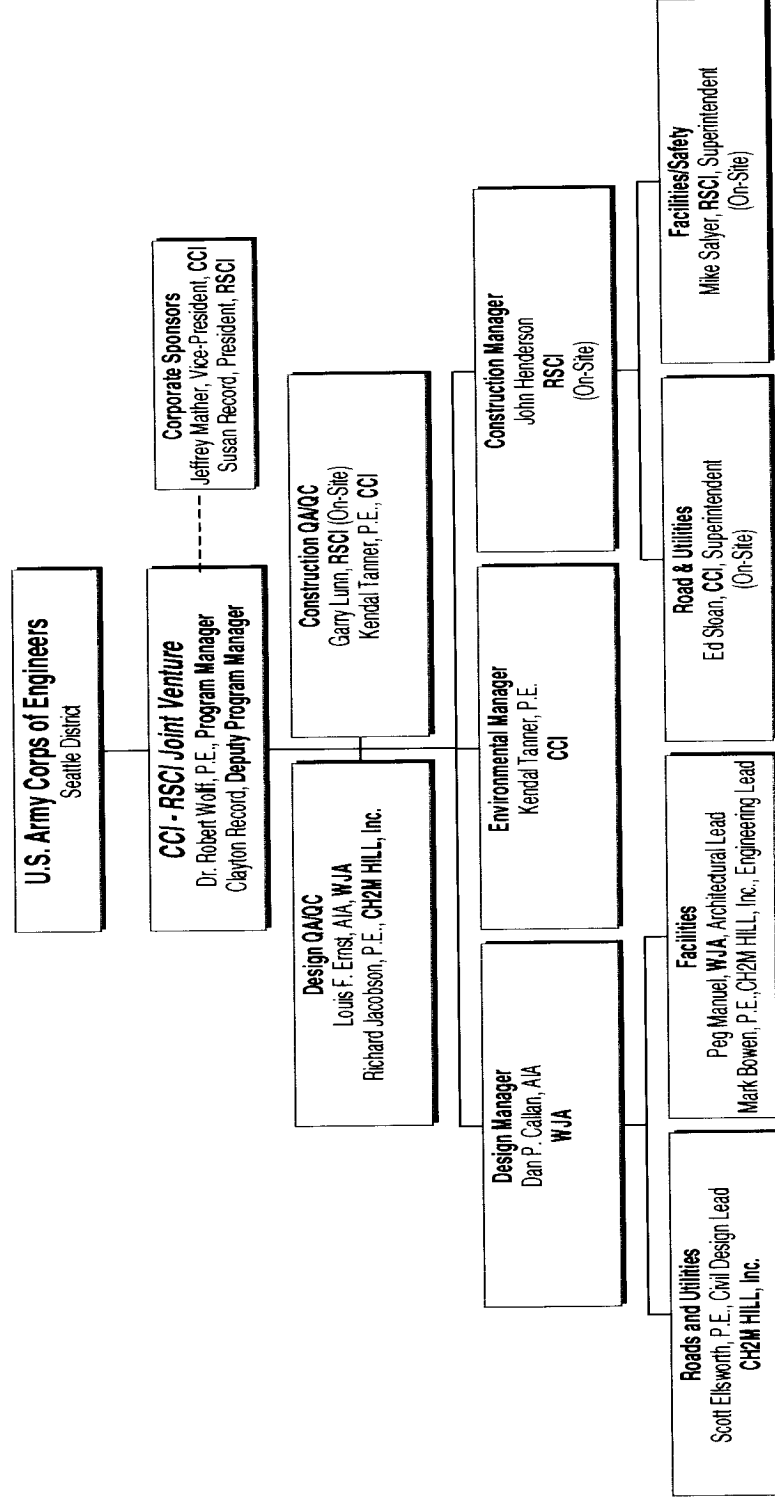 U.S. Army Corps of Engineers
Seattle District
CCI - RSCI Joint Venture
Dr. Robert Wolff, P.E., Program Manager
Clayton Record, Deputy Program Manager
Corporate Sponsors
Jeffrey Mather, Vice-President, CCI
Susan Record, President, RSCI
Design QA/QC
Louis F. Ernst, AIA, WJA
Richard Jacobson, P.E., CH2M HILL, Inc.
Construction QA/QC
Garry Lunn, RSCI (On-Site)
Kendal Tanner, P.E., CCI
Design Manager
Dan P. Callan, AIA
WJA
Environmental Manager
Kendal Tanner, P.E.
CCI
Construction Manager
John Henderson
RSCI
(On-Site)
Roads and Utilities
Scott Ellsworth, P.E., Civil Design Lead
CH2M HILL, Inc.
Facilities
Peg Manuel, WJA, Architectural Lead
Mark Bowen, P.E.,CH2M HILL, Inc., Engineering Lead
Road & Utilities
Ed Sloan, CCI, Superintendent
(On-Site)
Facilities/Safety
Mike Salyer, RSCI, Superintendent
(On-Site)